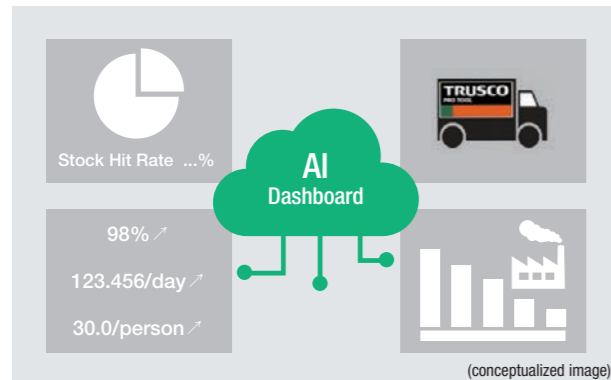 Stock Hit Rate ...%
TRUSCO
PRO TOOL
AI
Dashboard
98%↗
123.456/day↗
30.0/person↗
(conceptualized image)